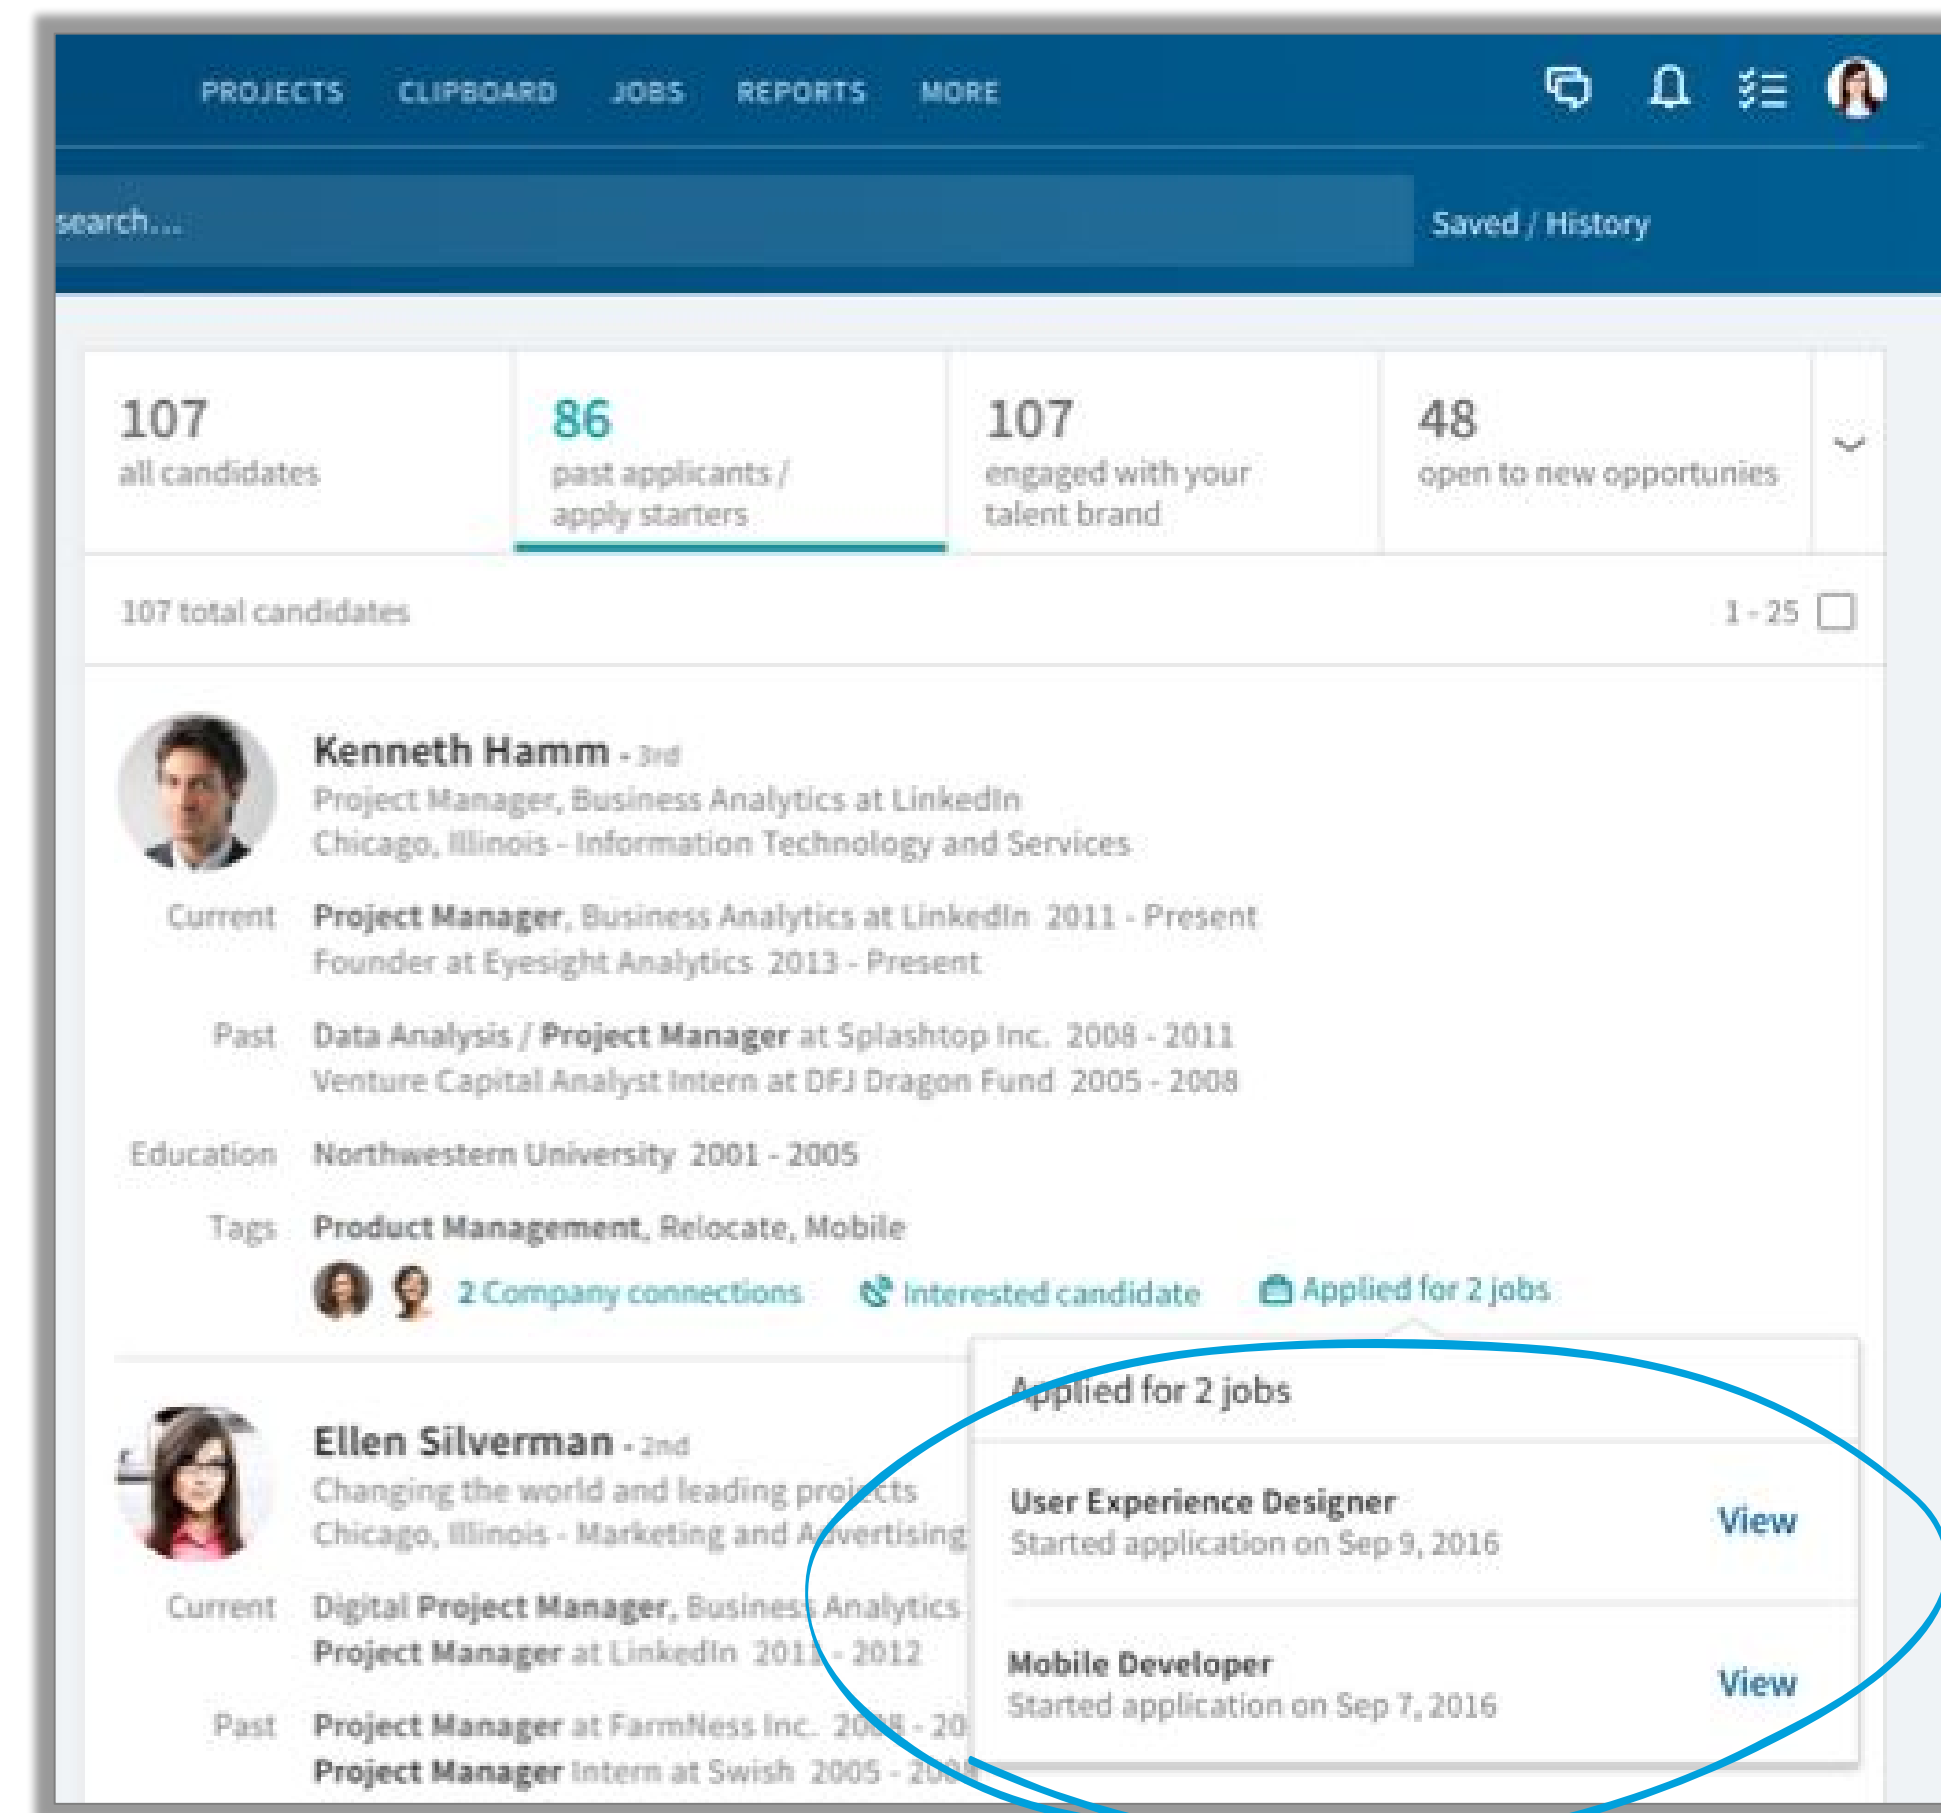 PROJECTS CLIPBOARD JOBS REPORTS MORE
search... Saved / History
107 86 107 48
all candidates past applicants / engaged with your open to new opportunies
apply starters talent brand
107 total candidates 1 - 25
Kenneth Hamm - 3rd
Project Manager, Business Analytics at LinkedIn
Chicago, Illinois - Information Technology and Services
Current Project Manager, Business Analytics at LinkedIn 2011 - Present
Founder at Eyesight Analytics 2013 - Present
Past Data Analysis / Project Manager at Splashtop Inc. 2008 - 2011
Venture Capital Analyst Intern at DFJ Dragon Fund 2005 - 2008
Education Northwestern University 2001 - 2005
Tags Product Management, Relocate, Mobile
2 Company connections Interested candidate Applied for 2 jobs
Applied for 2 jobs
User Experience Designer View
Started application on Sep 9, 2016
Mobile Developer View
Started application on Sep 7, 2016
Ellen Silverman - 2nd
Changing the world and leading projects
Chicago, Illinois - Marketing and Advertising
Current Digital Project Manager, Business Analytics
Project Manager at LinkedIn 2011 - 2012
Past Project Manager at FarmNess Inc. 2008 - 20
Project Manager Intern at Swish 2005 - 2008